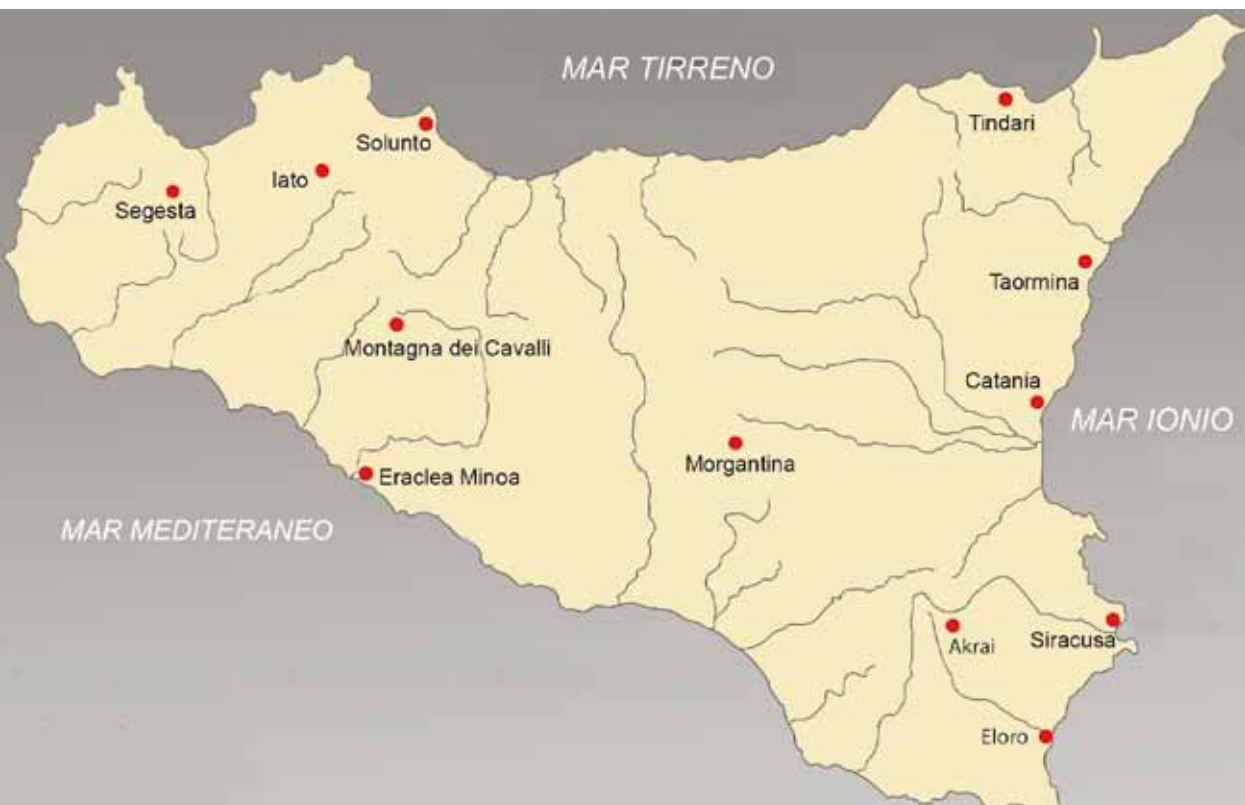 MAR TIRRENO
Tindari
Solunto
Iato
Segesta
Taormina
Montagna dei Cavalli
Catania
MAR IONIO
Morgantina
Eraclea Minoa
MAR MEDITERANEO
Akrai
Siracusa
Eloro